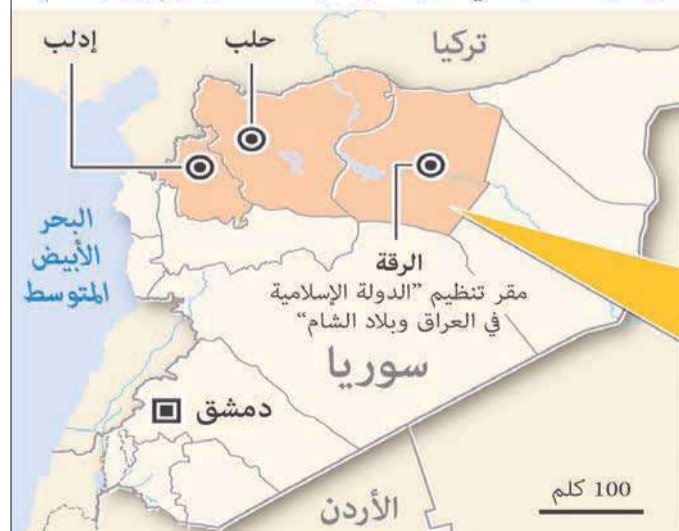 إدلب
حلب
تركيا
البحر
الأبيض
المتوسط
الرقة
مقر تنظيم "الدولة الإسلامية
في العراق وبلاد الشام"
سوريا
دمشق
الأردن
100 كلم